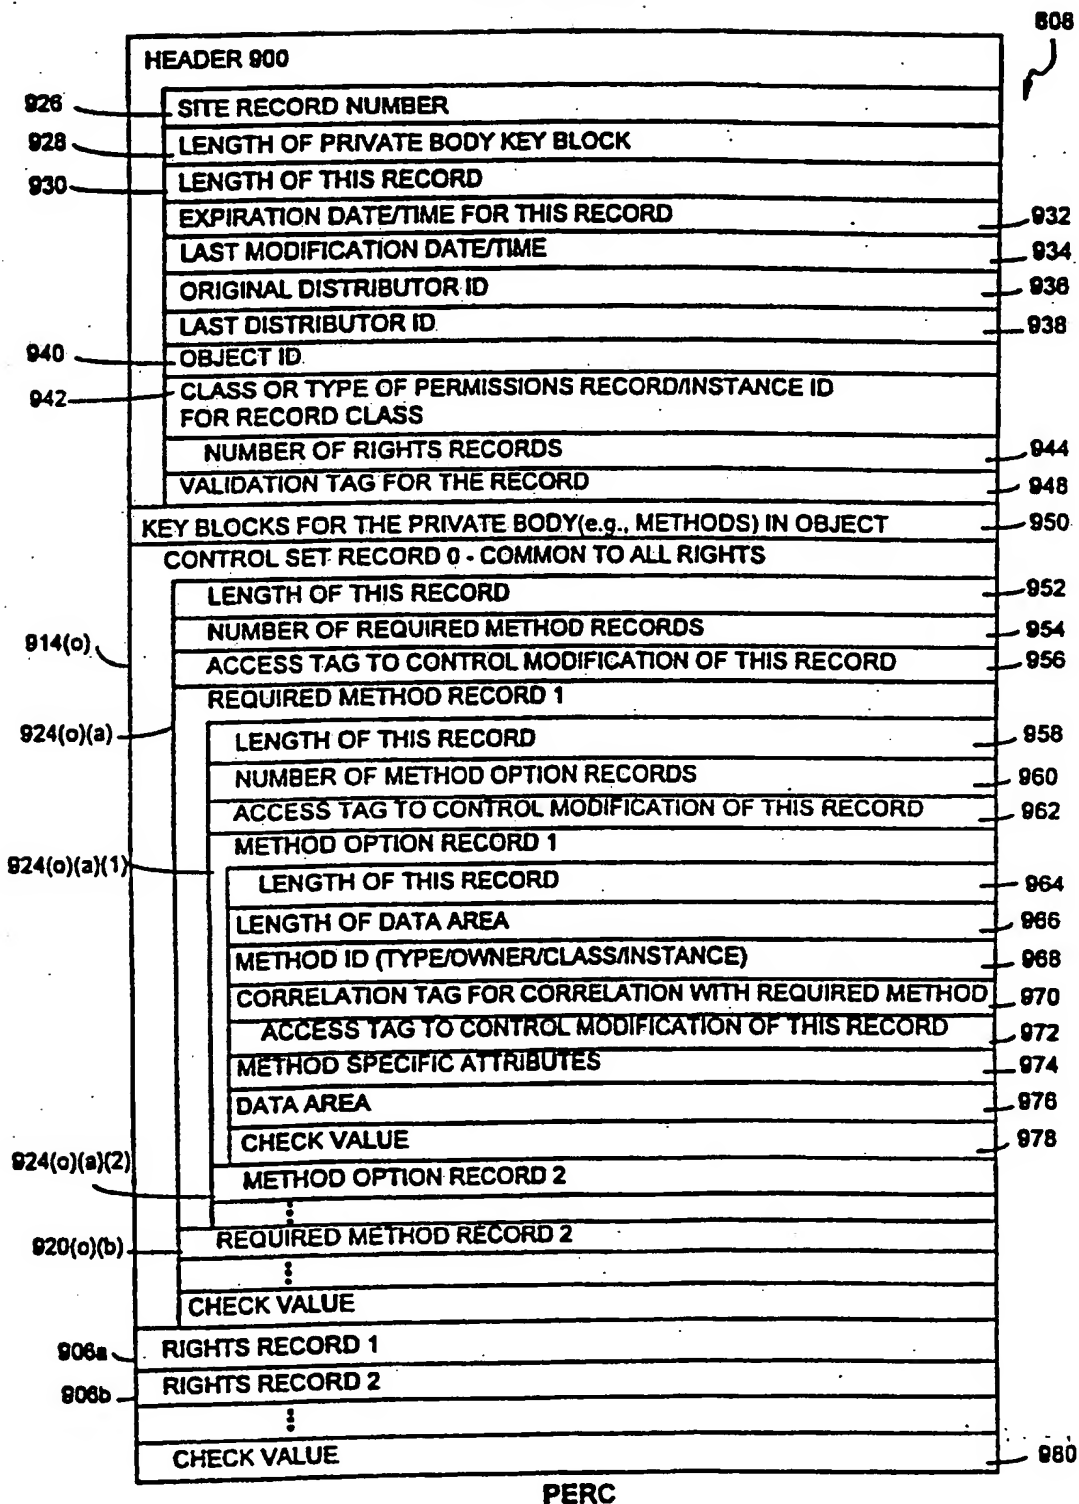 808
HEADER 900
926 SITE RECORD NUMBER
928 LENGTH OF PRIVATE BODY KEY BLOCK
930 LENGTH OF THIS RECORD
EXPIRATION DATE/TIME FOR THIS RECORD 932
LAST MODIFICATION DATE/TIME 934
ORIGINAL DISTRIBUTOR ID 936
LAST DISTRIBUTOR ID 938
940 OBJECT ID
942 CLASS OR TYPE OF PERMISSIONS RECORD/INSTANCE ID
FOR RECORD CLASS
NUMBER OF RIGHTS RECORDS 944
VALIDATION TAG FOR THE RECORD 948
KEY BLOCKS FOR THE PRIVATE BODY(e.g., METHODS) IN OBJECT 950
CONTROL SET RECORD 0 - COMMON TO ALL RIGHTS
LENGTH OF THIS RECORD 952
914(o) NUMBER OF REQUIRED METHOD RECORDS 954
ACCESS TAG TO CONTROL MODIFICATION OF THIS RECORD 956
REQUIRED METHOD RECORD 1
924(o)(a) LENGTH OF THIS RECORD 958
NUMBER OF METHOD OPTION RECORDS 960
ACCESS TAG TO CONTROL MODIFICATION OF THIS RECORD 962
METHOD OPTION RECORD 1
924(o)(a)(1) LENGTH OF THIS RECORD 964
LENGTH OF DATA AREA 966
METHOD ID (TYPE/OWNER/CLASS/INSTANCE) 968
CORRELATION TAG FOR CORRELATION WITH REQUIRED METHOD 970
ACCESS TAG TO CONTROL MODIFICATION OF THIS RECORD 972
METHOD SPECIFIC ATTRIBUTES 974
DATA AREA 976
CHECK VALUE 978
924(o)(a)(2) METHOD OPTION RECORD 2
920(o)(b) REQUIRED METHOD RECORD 2
CHECK VALUE
906a RIGHTS RECORD 1
906b RIGHTS RECORD 2
CHECK VALUE 980
PERC